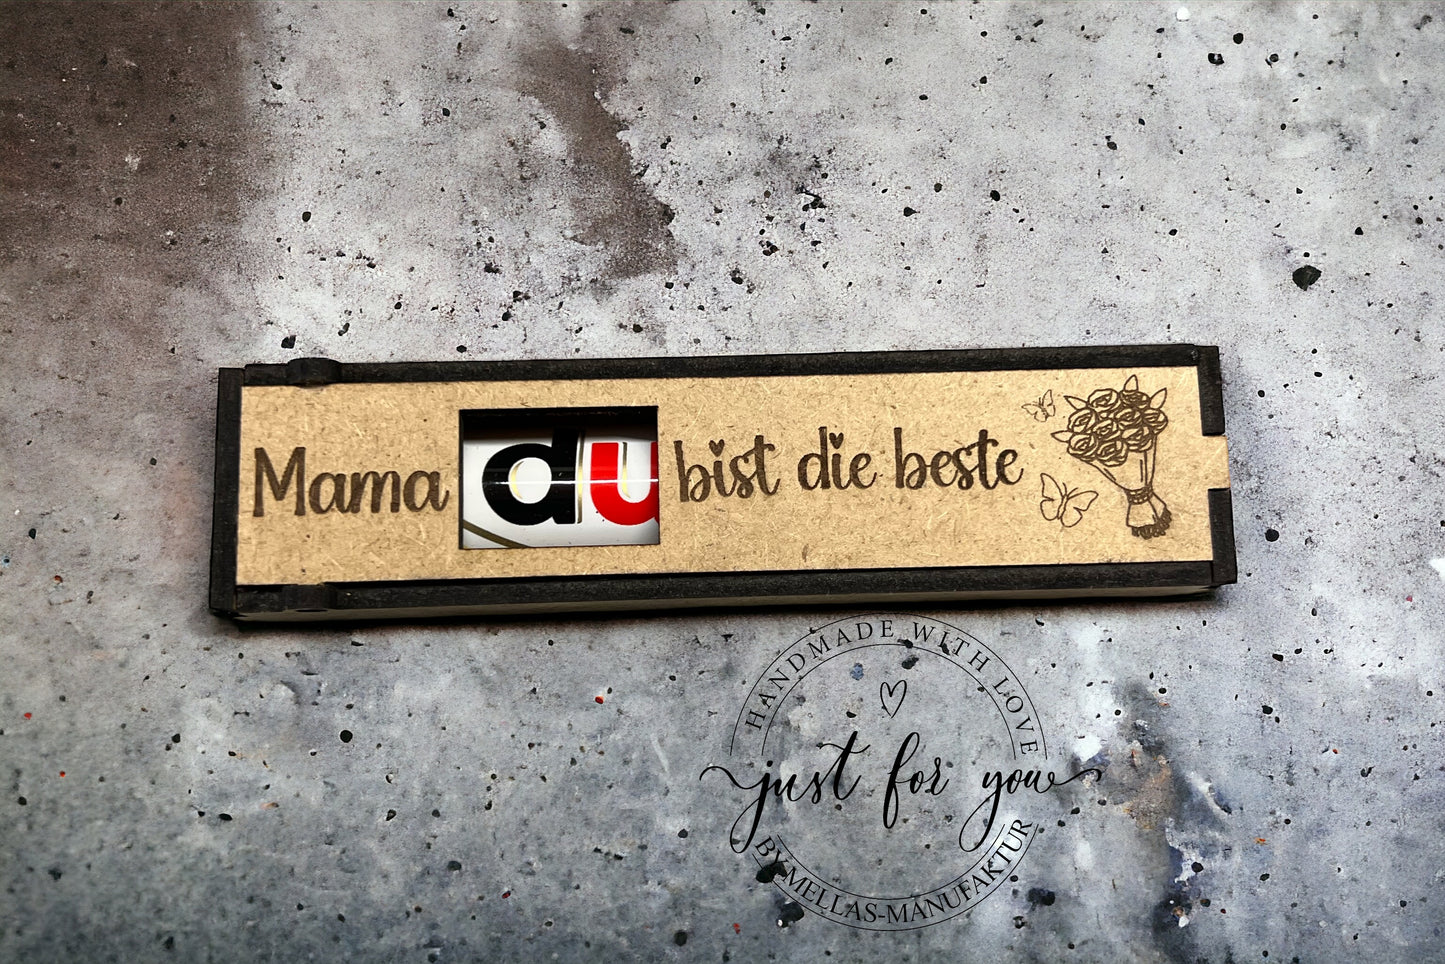 Mama du bist die beste
HANDMADE WITH LOVE
just for you
BY MELLAS-MANUFAKTUR